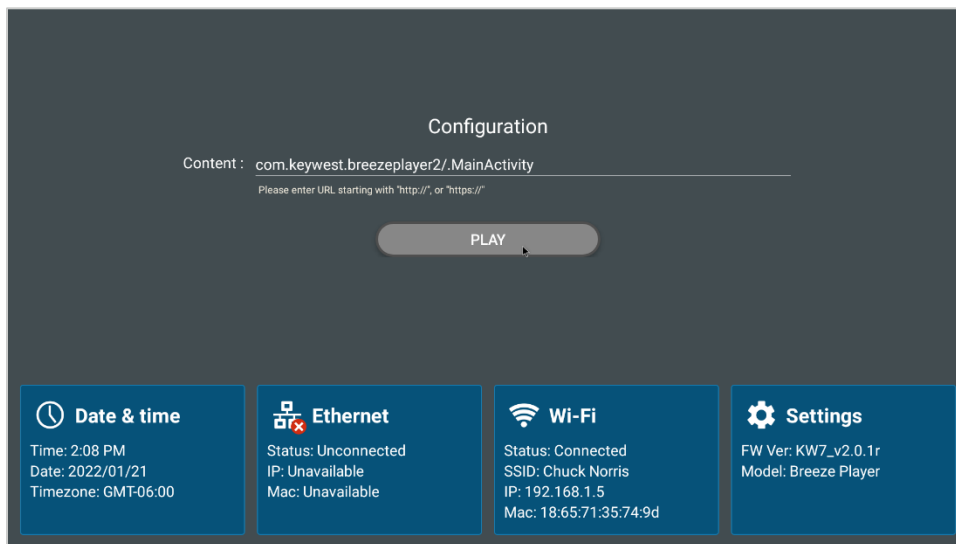 Configuration
Content : com.keywest.breezeplayer2/.MainActivity
Please enter URL starting with "http://", or "https://"
PLAY
Date & time
Time: 2:08 PM
Date: 2022/01/21
Timezone: GMT-06:00
Ethernet
Status: Unconnected
IP: Unavailable
Mac: Unavailable
Wi-Fi
Status: Connected
SSID: Chuck Norris
IP: 192.168.1.5
Mac: 18:65:71:35:74:9d
Settings
FW Ver: KW7_v2.0.1r
Model: Breeze Player